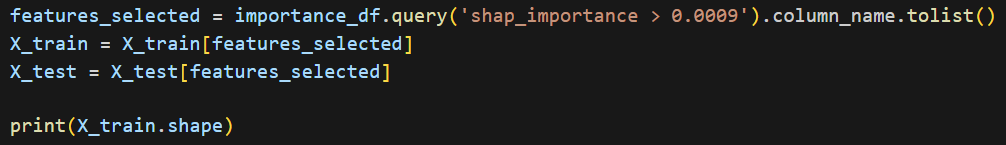 features_selected = importance_df.query('shap_importance > 0.0009').column_name.tolist()
X_train = X_train[features_selected]
X_test = X_test[features_selected]
print(X_train.shape)